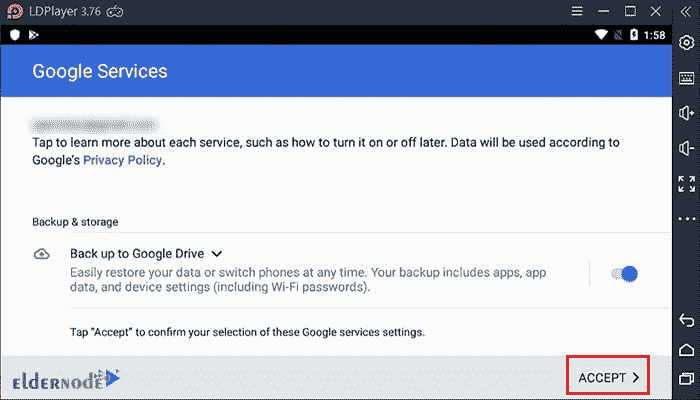 LDPlayer 3.76
1:58
Google Services
Tap to learn more about each service, such as how to turn it on or off later. Data will be used according to
Google's Privacy Policy.
Backup & storage
Back up to Google Drive
Easily restore your data or switch phones at any time. Your backup includes apps, app
data, and device settings (including Wi-Fi passwords).
Tap "Accept" to confirm your selection of these Google services settings.
ELDERNODE
ACCEPT